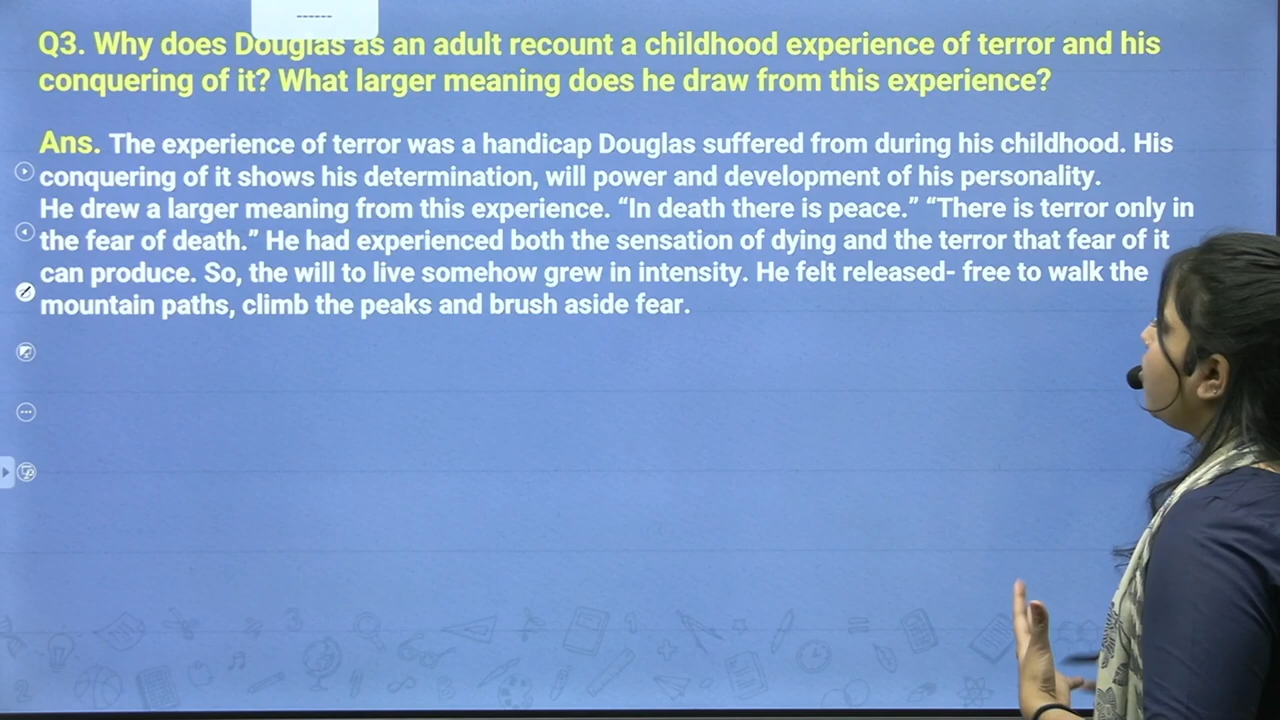 ------
Q3. Why does Douglas as an adult recount a childhood experience of terror and his
conquering of it? What larger meaning does he draw from this experience?
Ans. The experience of terror was a handicap Douglas suffered from during his childhood. His
conquering of it shows his determination, will power and development of his personality.
He drew a larger meaning from this experience. “In death there is peace.” “There is terror only in
the fear of death.” He had experienced both the sensation of dying and the terror that fear of it
can produce. So, the will to live somehow grew in intensity. He felt released- free to walk the
mountain paths, climb the peaks and brush aside fear.